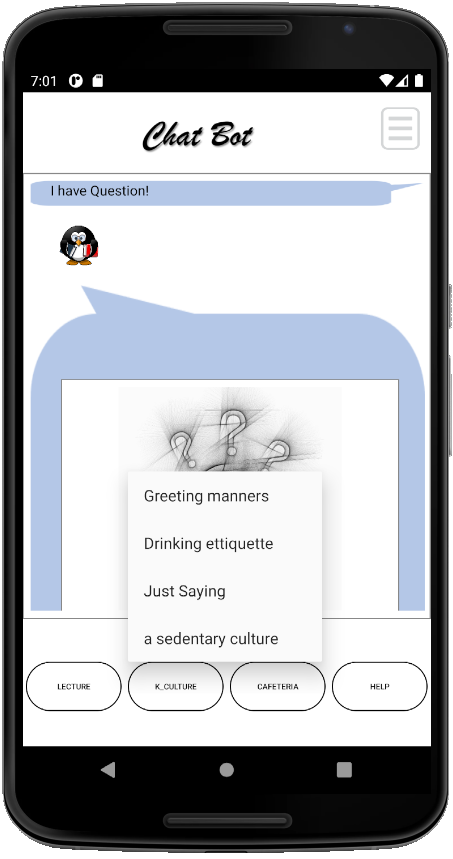 7:01
Chat Bot
I have Question!
? ? ?
Greeting manners
Drinking ettiquette
Just Saying
a sedentary culture
LECTURE
K_CULTURE
CAFETERIA
HELP